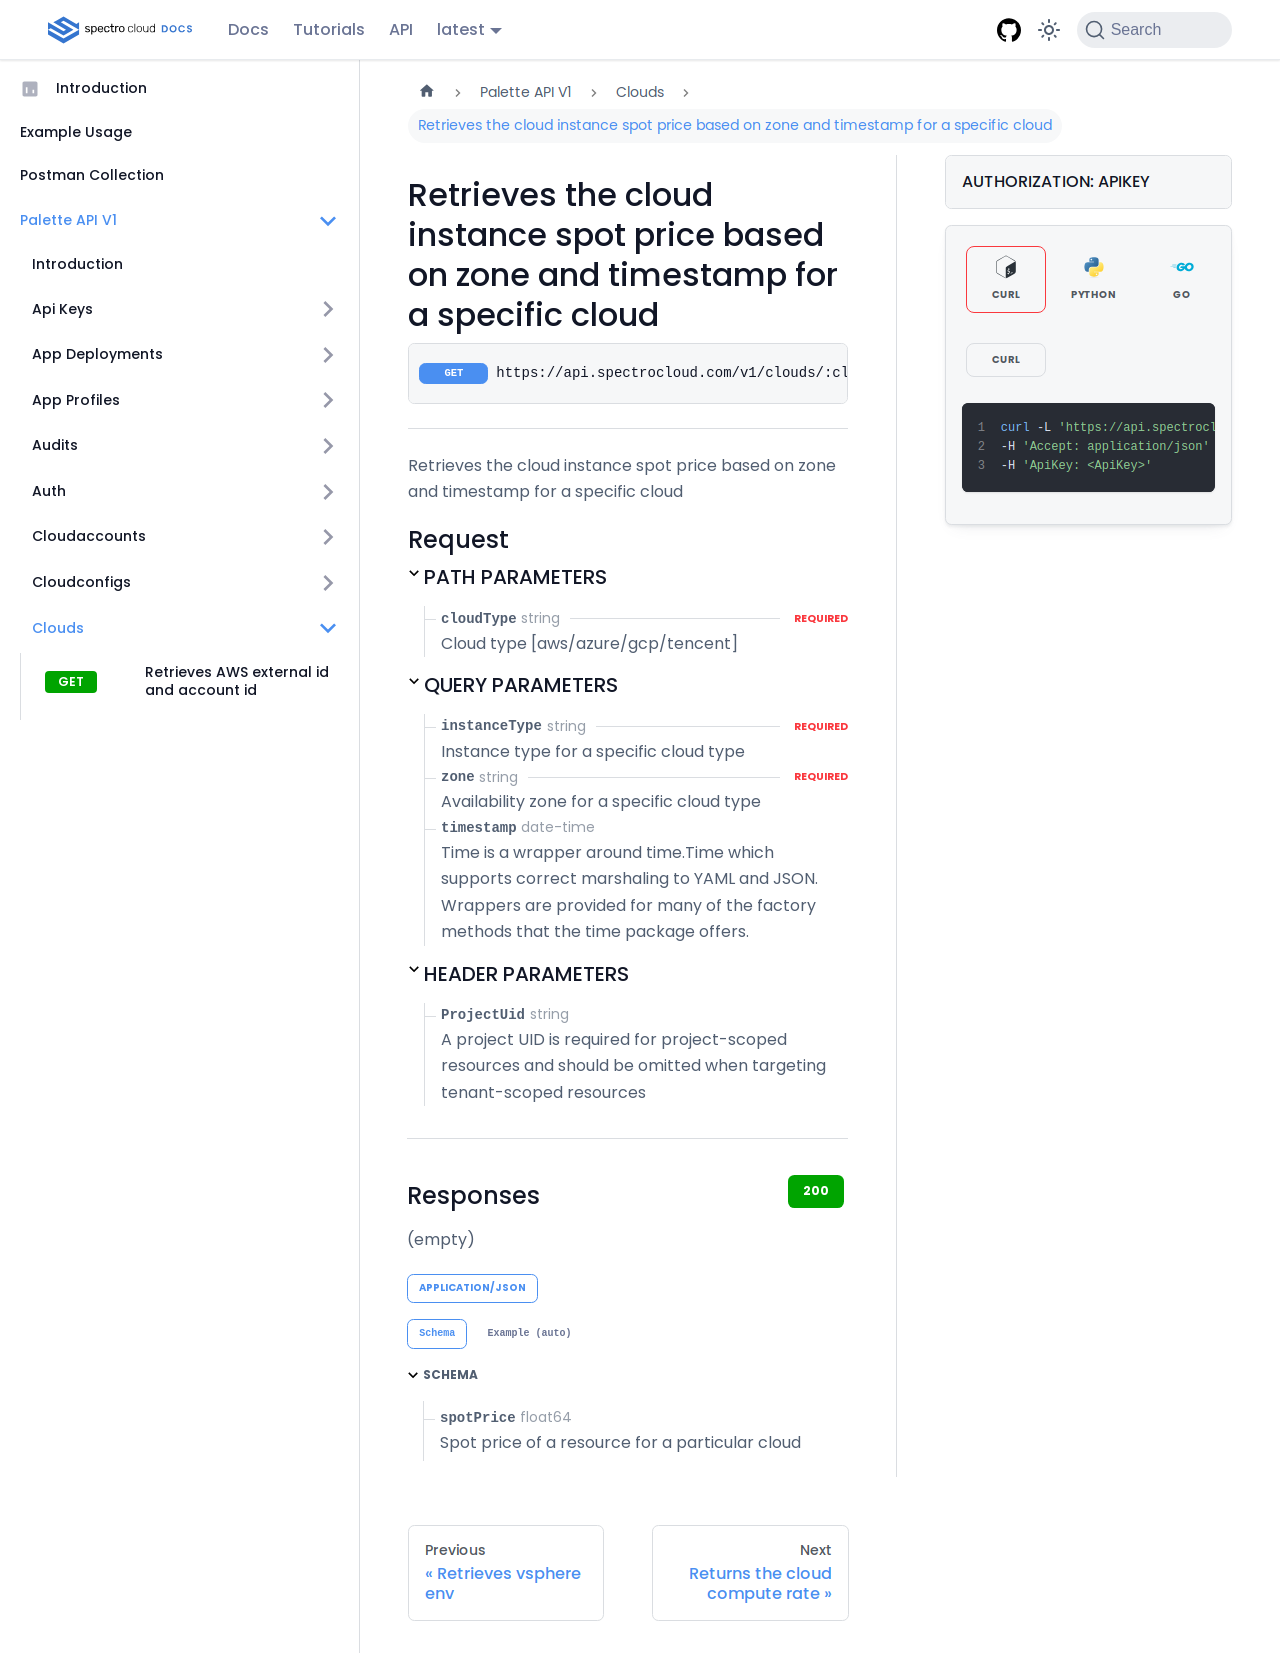 spectro cloud DOCS
Docs
Tutorials
API
latest
Search
Introduction
Example Usage
Postman Collection
Palette API V1
Introduction
Api Keys
App Deployments
App Profiles
Audits
Auth
Cloudaccounts
Cloudconfigs
Clouds
GET
Retrieves AWS external id
and account id
Palette API V1
Clouds
Retrieves the cloud instance spot price based on zone and timestamp for a specific cloud
Retrieves the cloud
instance spot price based
on zone and timestamp for
a specific cloud
GET https://api.spectrocloud.com/v1/clouds/:cl
Retrieves the cloud instance spot price based on zone
and timestamp for a specific cloud
Request
PATH PARAMETERS
cloudType string REQUIRED
Cloud type [aws/azure/gcp/tencent]
QUERY PARAMETERS
instanceType string REQUIRED
Instance type for a specific cloud type
zone string REQUIRED
Availability zone for a specific cloud type
timestamp date-time
Time is a wrapper around time.Time which
supports correct marshaling to YAML and JSON.
Wrappers are provided for many of the factory
methods that the time package offers.
HEADER PARAMETERS
ProjectUid string
A project UID is required for project-scoped
resources and should be omitted when targeting
tenant-scoped resources
Responses
200
(empty)
APPLICATION/JSON
Schema
Example (auto)
SCHEMA
spotPrice float64
Spot price of a resource for a particular cloud
Previous
« Retrieves vsphere
env
Next
Returns the cloud
compute rate »
AUTHORIZATION: APIKEY
CURL
PYTHON
GO
GO
CURL
1 curl -L 'https://api.spectrocl
2 -H 'Accept: application/json'
3 -H 'ApiKey: <ApiKey>'